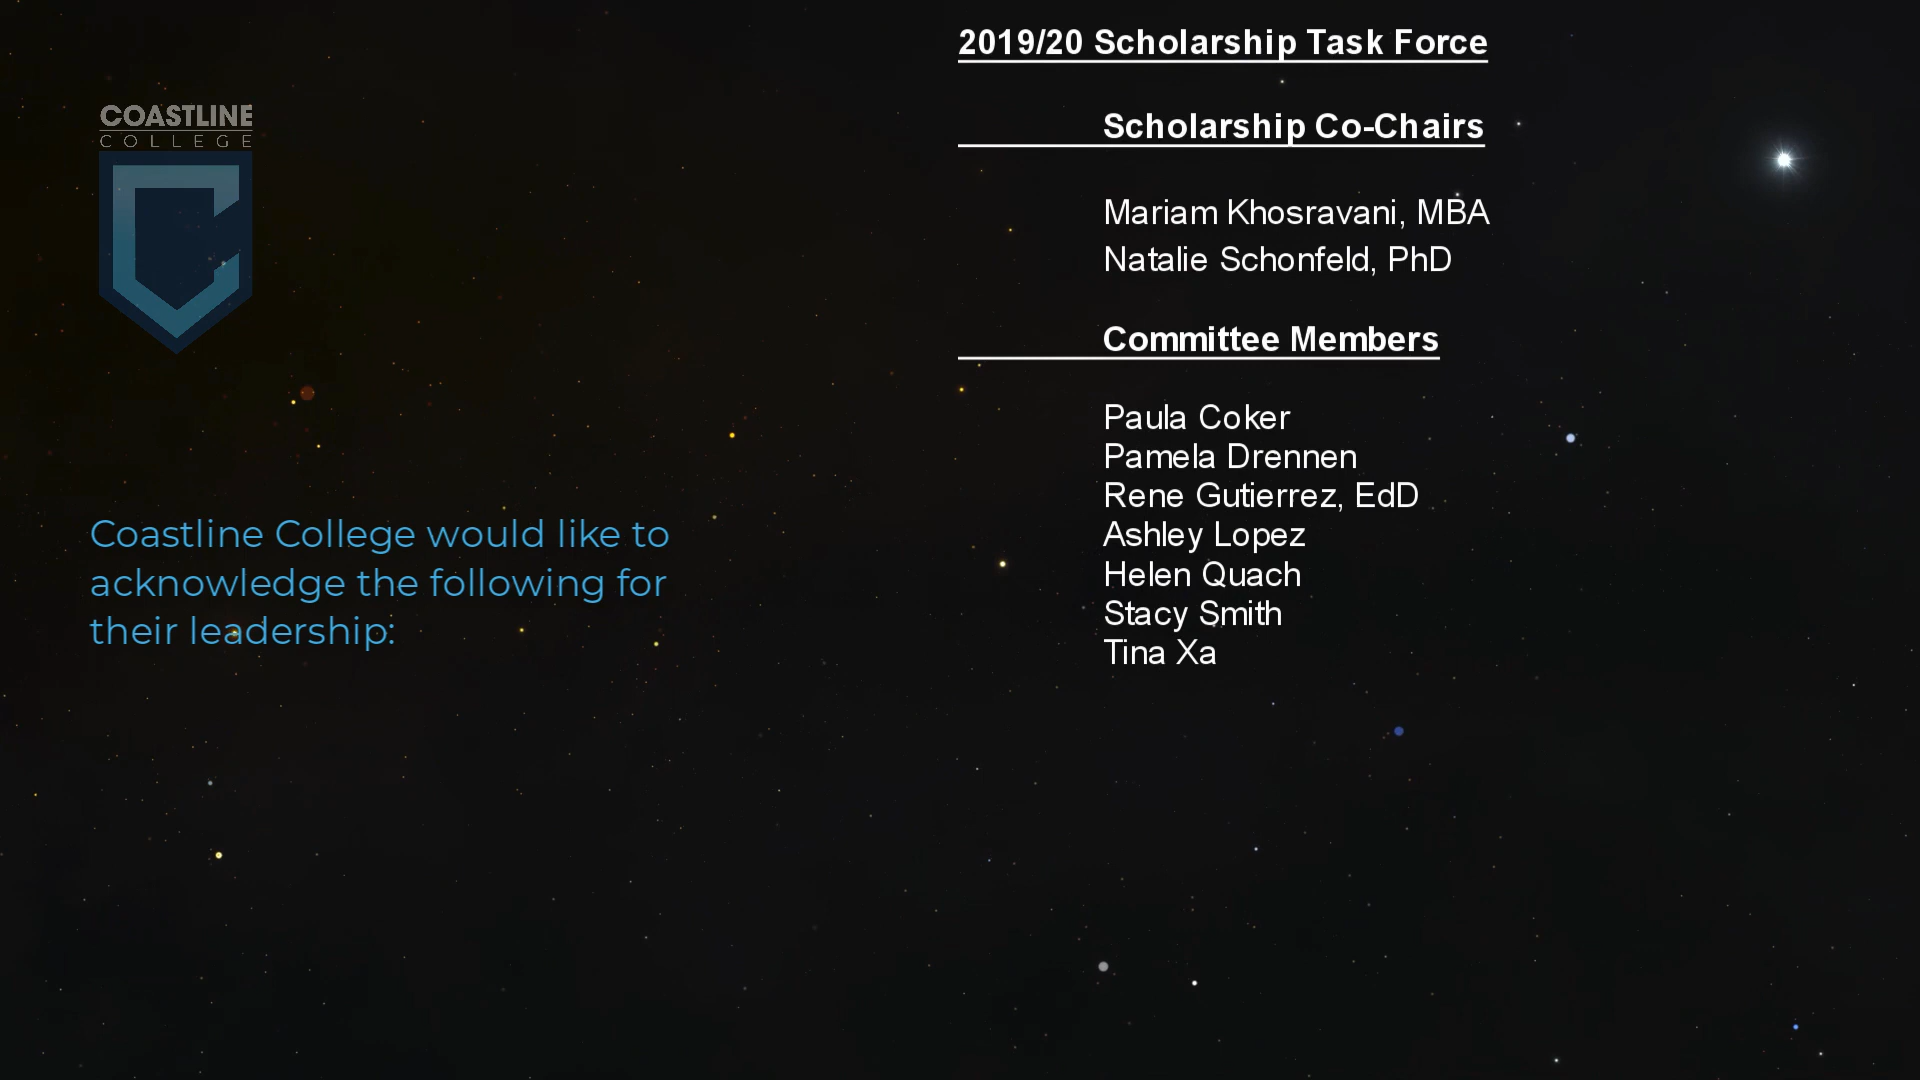 COASTLINE
COLLEGE
Coastline College would like to
acknowledge the following for
their leadership:
2019/20 Scholarship Task Force
Scholarship Co-Chairs
Mariam Khosravani, MBA
Natalie Schonfeld, PhD
Committee Members
Paula Coker
Pamela Drennen
Rene Gutierrez, EdD
Ashley Lopez
Helen Quach
Stacy Smith
Tina Xa